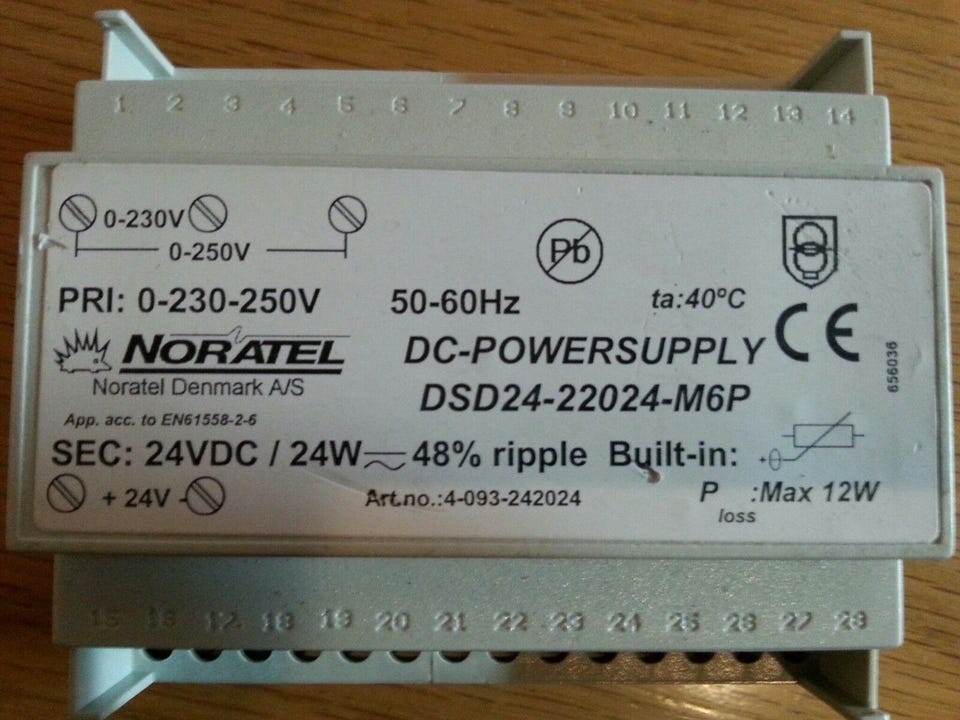 1 2 3 4 5 6 7 8 9 10 11 12 13 14
0-230V
0-250V
Pb
PRI: 0-230-250V 50-60Hz ta:40ºC
CE
NORATEL DC-POWERSUPPLY
Noratel Denmark A/S DSD24-22024-M6P
656036
App. acc. to EN61558-2-6
SEC: 24VDC / 24W 48% ripple Built-in:
+ 24V - Art.no.:4-093-242024 P loss :Max 12W
15 16 17 18 19 20 21 22 23 24 25 26 27 28